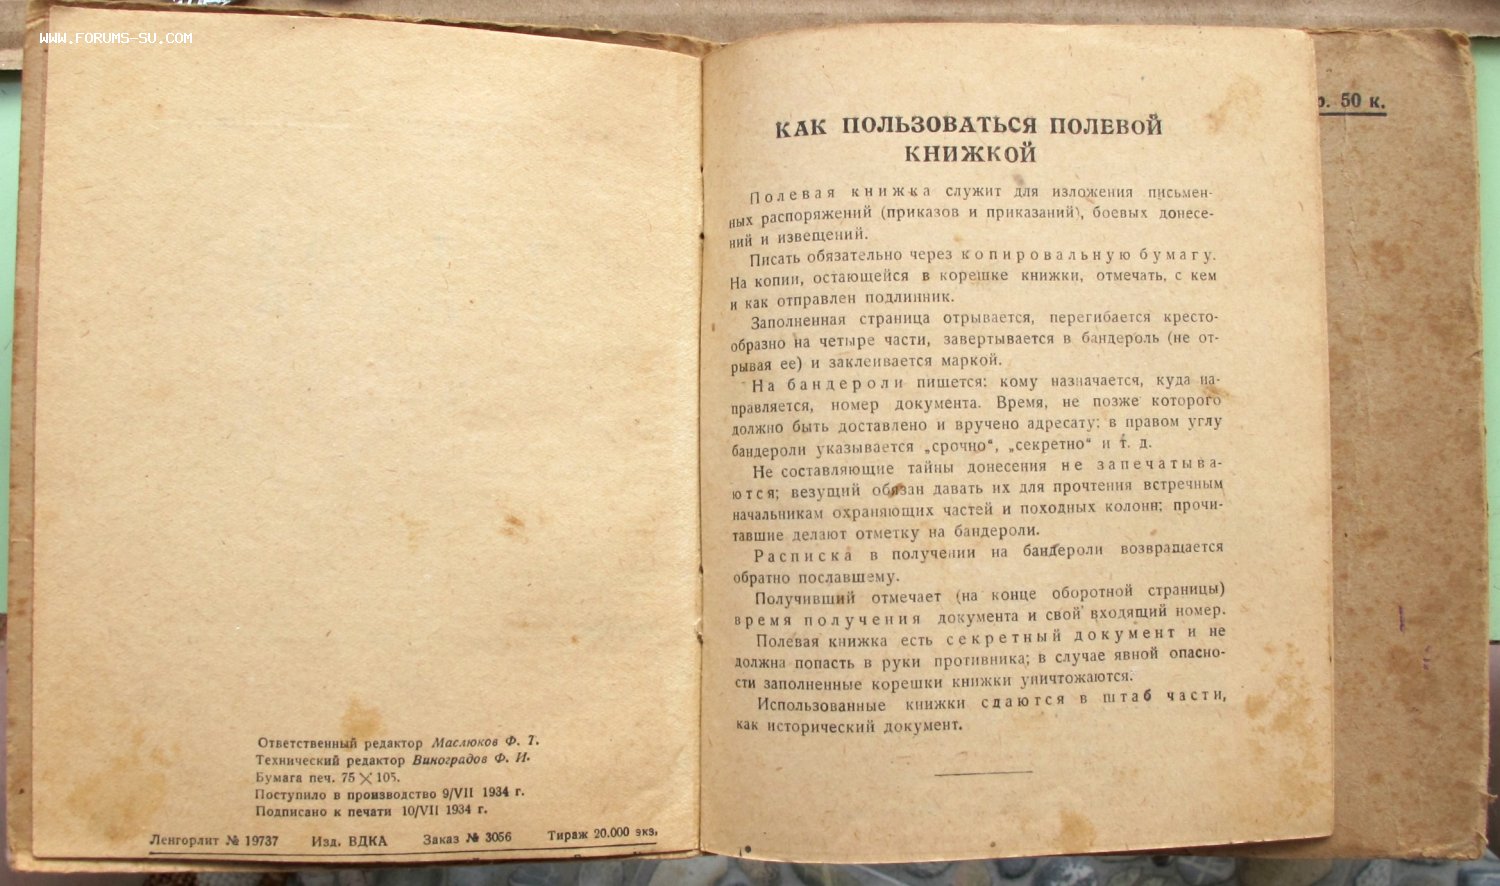 WWW.FORUMS-SU.COM
Ответственный редактор Маслюков Ф. Т.
Технический редактор Виноградов Ф. И.
Бумага печ. 75 × 105.
Поступило в производство 9/VII 1934 г.
Подписано к печати 10/VII 1934 г.
Ленгорлит № 19737 Изд. ВДКА Заказ № 3056 Тираж 20.000 экз.
КАК ПОЛЬЗОВАТЬСЯ ПОЛЕВОЙ
КНИЖКОЙ
Полевая книжка служит для изложения письмен-
ных распоряжений (приказов и приказаний), боевых донесе-
ний и извещений.
Писать обязательно через копировальную бумагу.
На копии, остающейся в корешке книжки, отмечать, с кем
и как отправлен подлинник.
Заполненная страница отрывается, перегибается кресто-
образно на четыре части, завертывается в бандероль (не от-
рывая ее) и заклеивается маркой.
На бандероли пишется: кому назначается, куда на-
правляется, номер документа. Время, не позже которого
должно быть доставлено и вручено адресату; в правом углу
бандероли указывается „срочно“, „секретно“ и т. д.
Не составляющие тайны донесения не запечатыва-
ются; везущий обязан давать их для прочтения встречным
начальникам охраняющих частей и походных колонн; прочи-
тавшие делают отметку на бандероли.
Расписка в получении на бандероли возвращается
обратно пославшему.
Получивший отмечает (на конце оборотной страницы)
время получения документа и свой входящий номер.
Полевая книжка есть секретный документ и не
должна попасть в руки противника; в случае явной опасно-
сти заполненные корешки книжки уничтожаются.
Использованные книжки сдаются в штаб части,
как исторический документ.
р. 50 к.